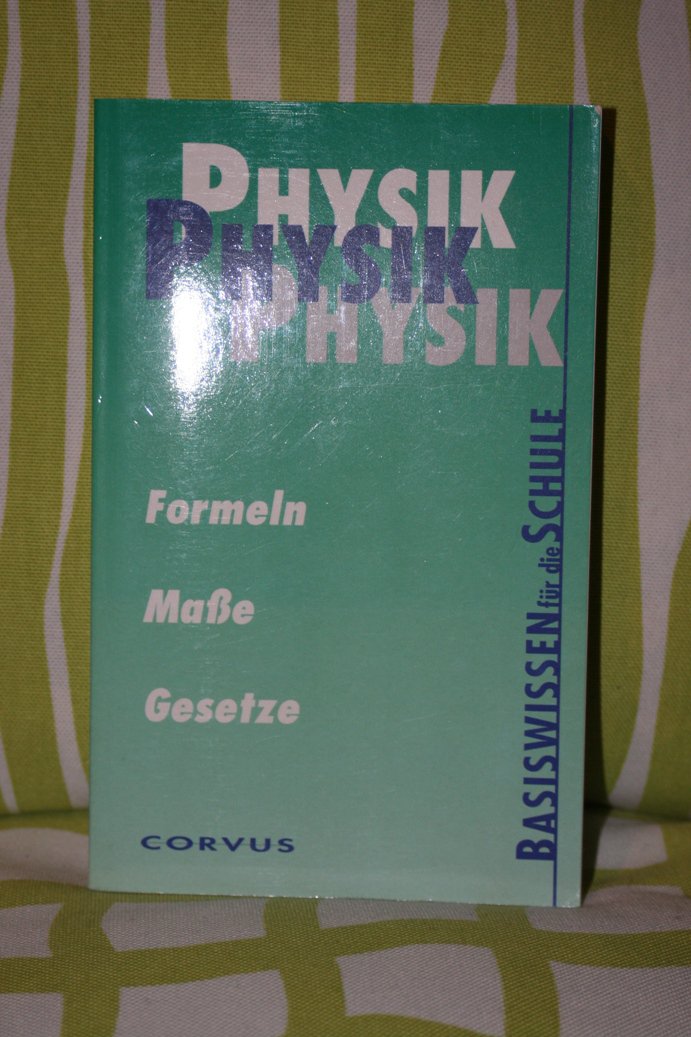 PHYSIK
PHYSIK
PHYSIK
Formeln
Maße
Gesetze
CORVUS
BASISWISSEN für die SCHULE